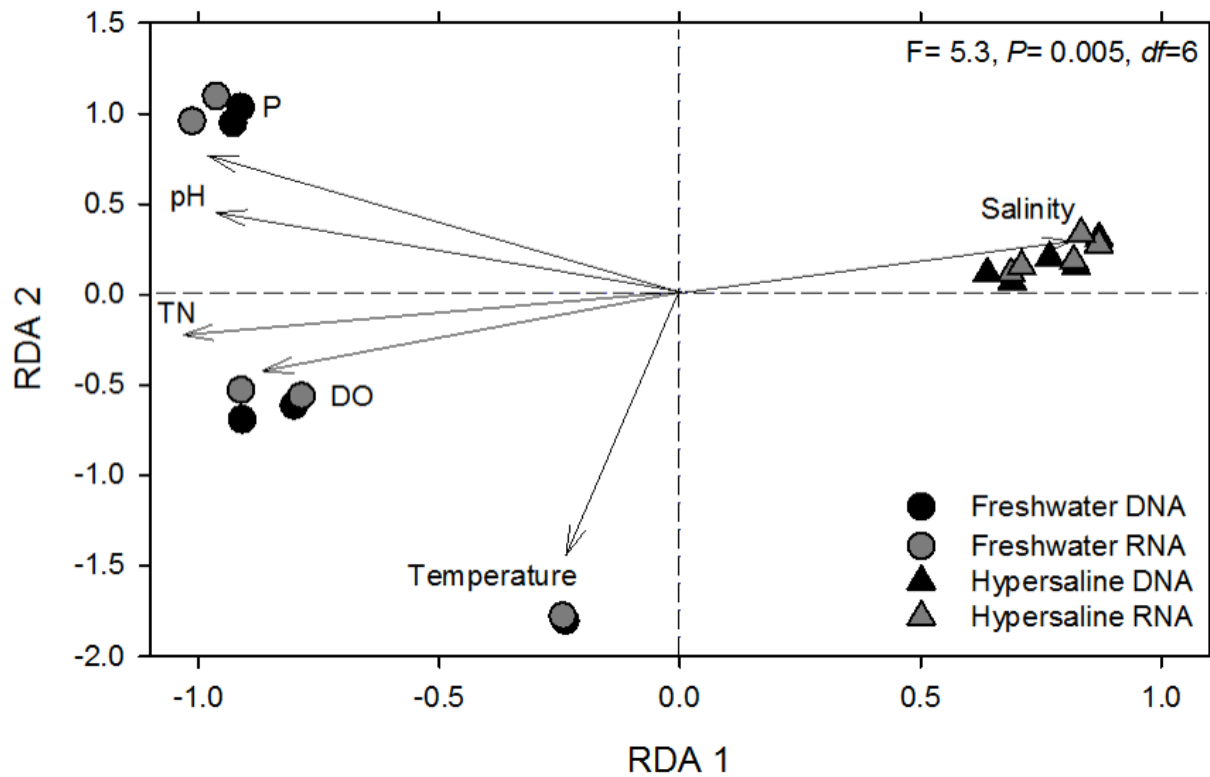 1.5
F= 5.3, P= 0.005, df=6
P
1.0
pH
0.5
Salinity
0.0
TN
RDA 2
-0.5
DO
-1.0
Freshwater DNA
Freshwater RNA
-1.5
Temperature
Hypersaline DNA
Hypersaline RNA
-2.0
-1.0 -0.5 0.0 0.5 1.0
RDA 1